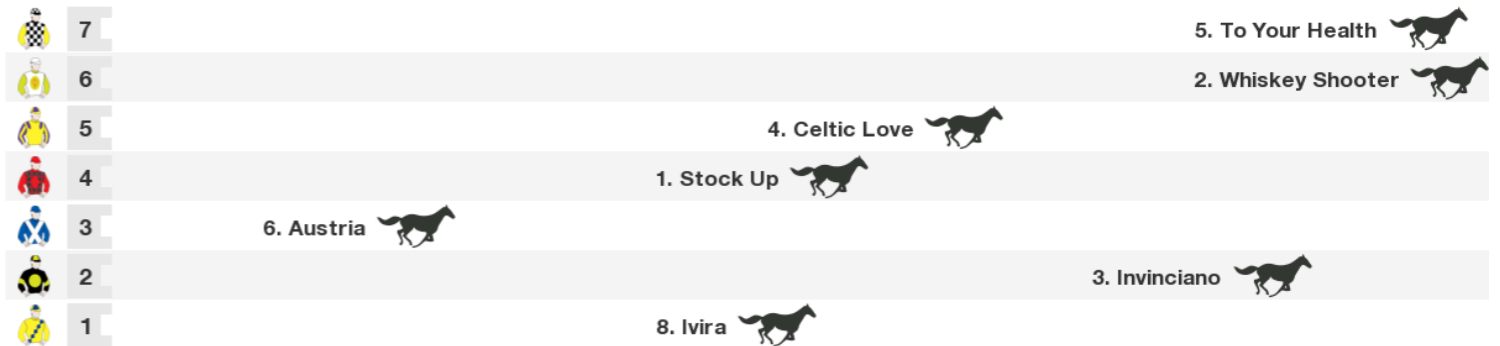 7 5. To Your Health
6 2. Whiskey Shooter
5 4. Celtic Love
4 1. Stock Up
3 6. Austria
2 3. Invinciano
1 8. Ivira